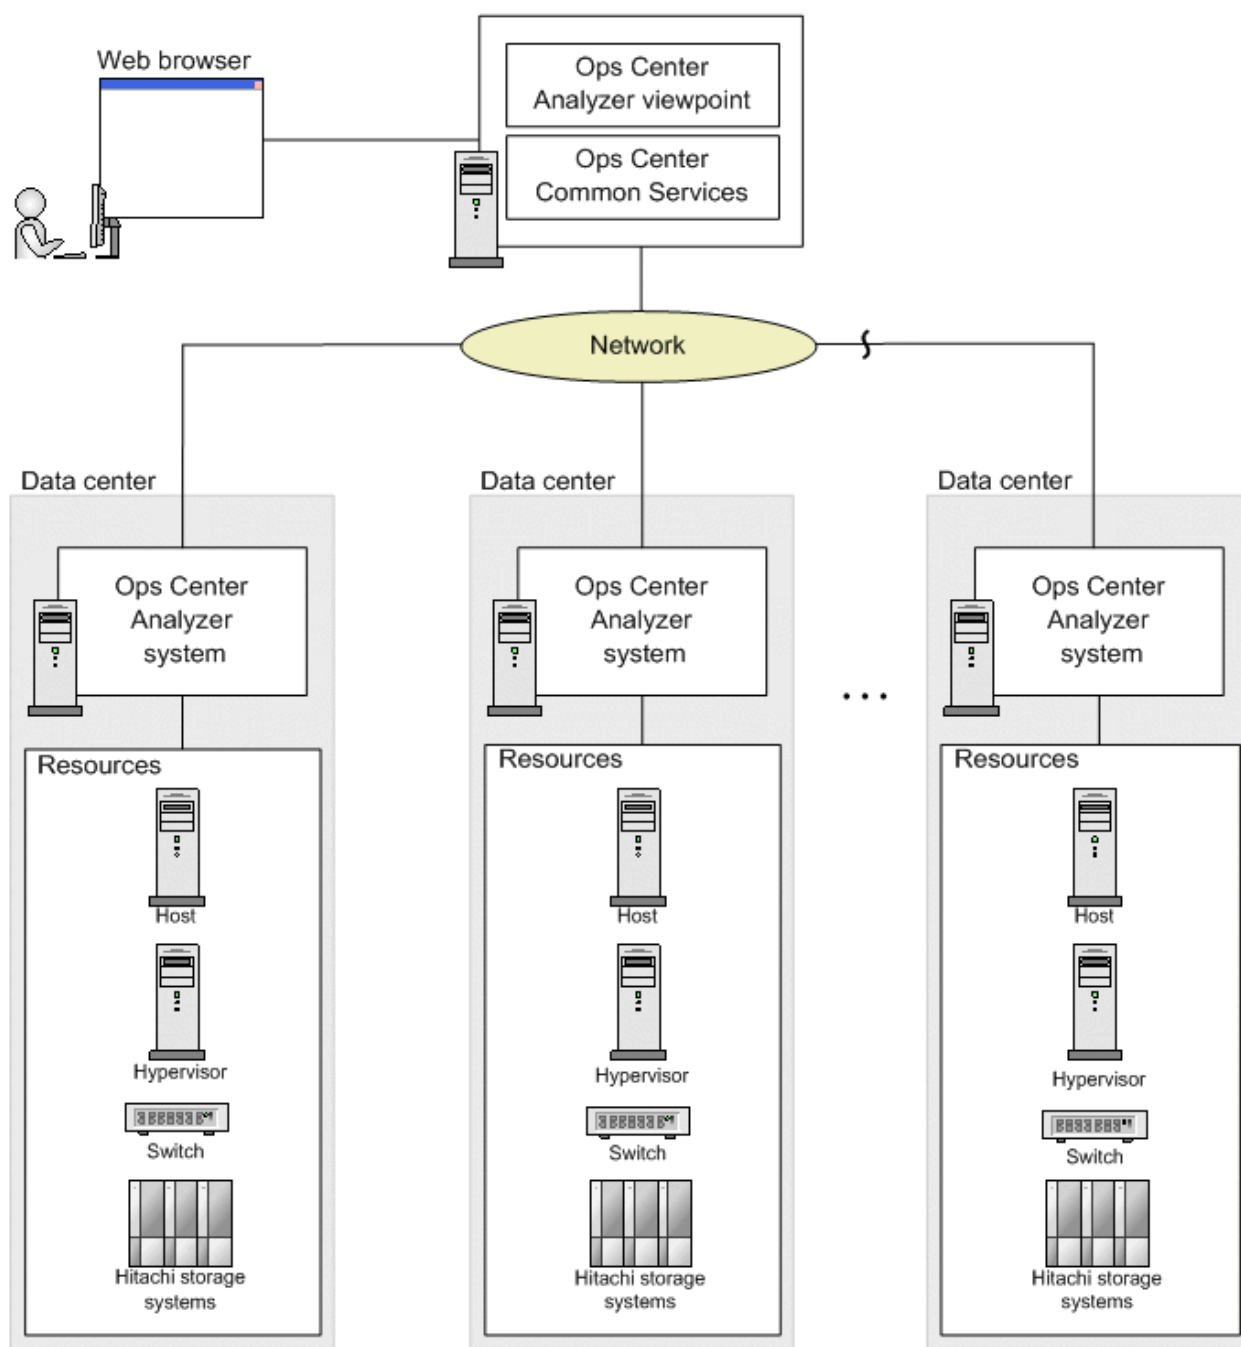 Web browser
Ops Center
Analyzer viewpoint
Ops Center
Common Services
Network
Data center
Ops Center
Analyzer
system
Resources
Host
Hypervisor
Switch
Hitachi storage
systems
Data center
Ops Center
Analyzer
system
Resources
Host
Hypervisor
Switch
Hitachi storage
systems
...
Data center
Ops Center
Analyzer
system
Resources
Host
Hypervisor
Switch
Hitachi storage
systems